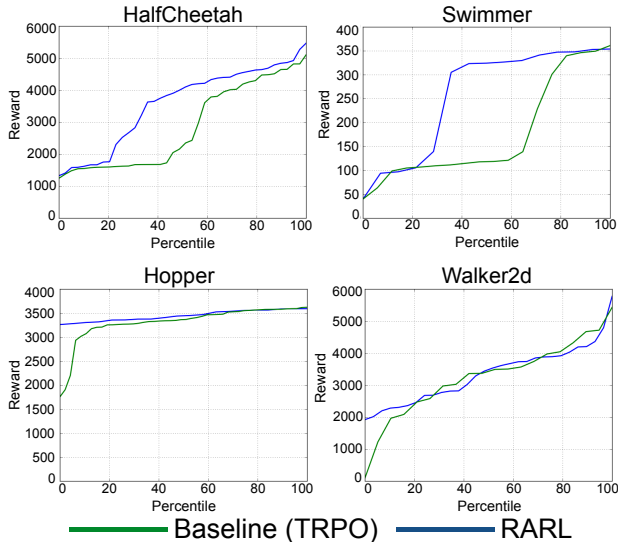 HalfCheetah
Reward
6000
5000
4000
3000
2000
1000
0
0 20 40 60 80 100
Percentile
Swimmer
Reward
400
350
300
250
200
150
100
50
0
0 20 40 60 80 100
Percentile
Hopper
Reward
4000
3500
3000
2500
2000
1500
1000
500
0
0 20 40 60 80 100
Percentile
Walker2d
Reward
6000
5000
4000
3000
2000
1000
0
0 20 40 60 80 100
Percentile
Baseline (TRPO) RARL